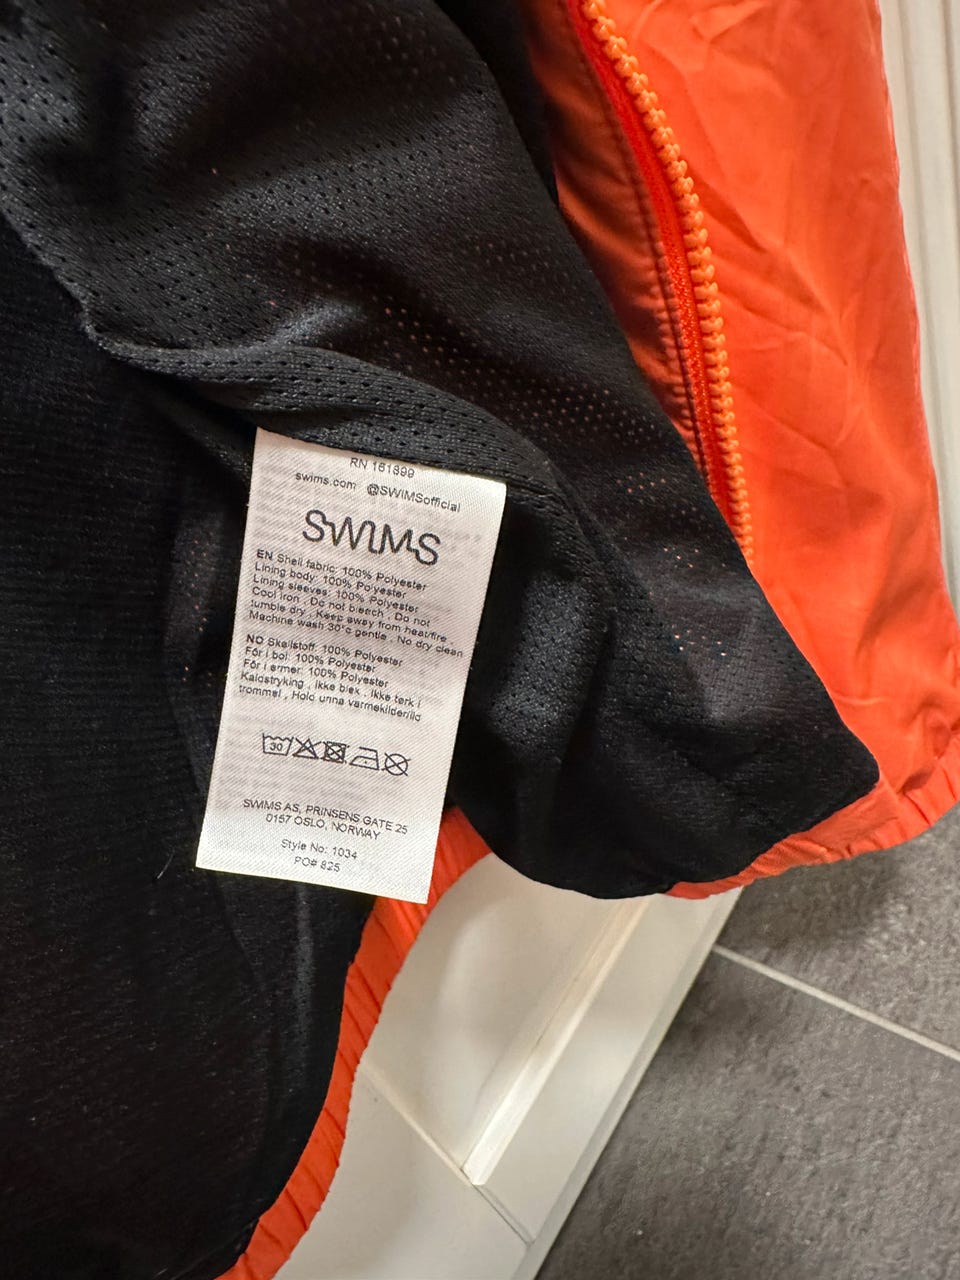 RN 161399
swims.com @SWIMSofficial
SWIMS
EN Shell fabric: 100% Polyester
Lining body: 100% Polyester
Lining sleeves: 100% Polyester
Cool iron . Do not bleach . Do not
tumble dry . Keep away from heat/fire .
Machine wash 30°c gentle . No dry clean
NO Skallstoff: 100% Polyester
Fôr i bol: 100% Polyester
Fôr i ermer: 100% Polyester
Kaldstryking . Ikke blek . Ikke tørk i
trommel . Hold unna varmekilder/ild
30
SWIMS AS, PRINSENS GATE 25
0157 OSLO, NORWAY
Style No: 1034
PO# 825